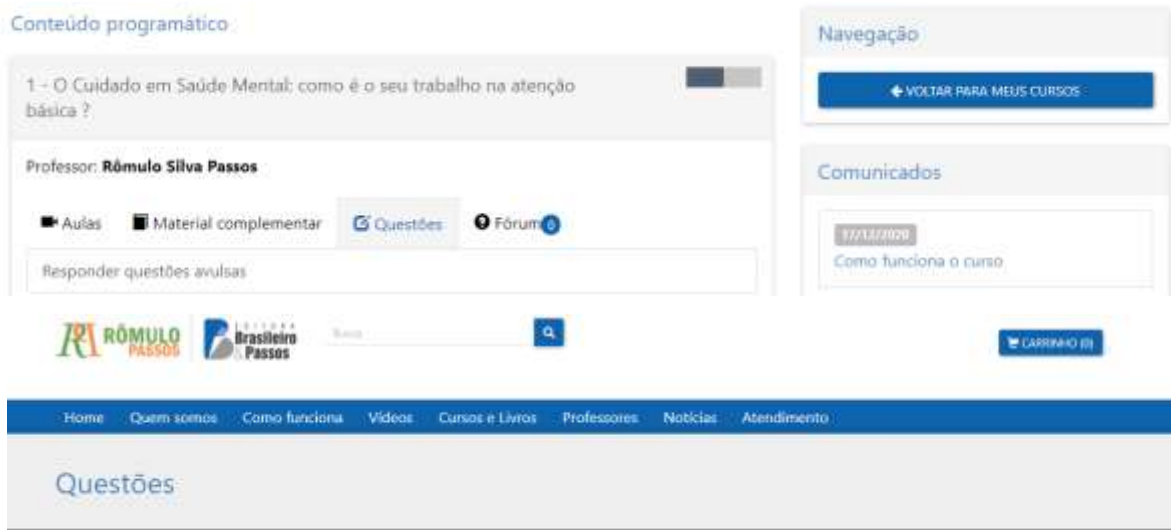 Conteúdo programático
1 - O Cuidado em Saúde Mental: como é o seu trabalho na atenção
básica ?
Professor: Rômulo Silva Passos
Aulas Material complementar Questões Fórum 0
Responder questões avulsas
Navegação
VOLTAR PARA MEUS CURSOS
Comunicados
17/12/2020
Como funciona o curso
RÔMULO
PASSOS
EDITORA
Brasileiro
& Passos
Busca
CARRINHO (0)
Home Quem somos Como funciona Vídeos Cursos e Livros Professores Notícias Atendimento
Questões